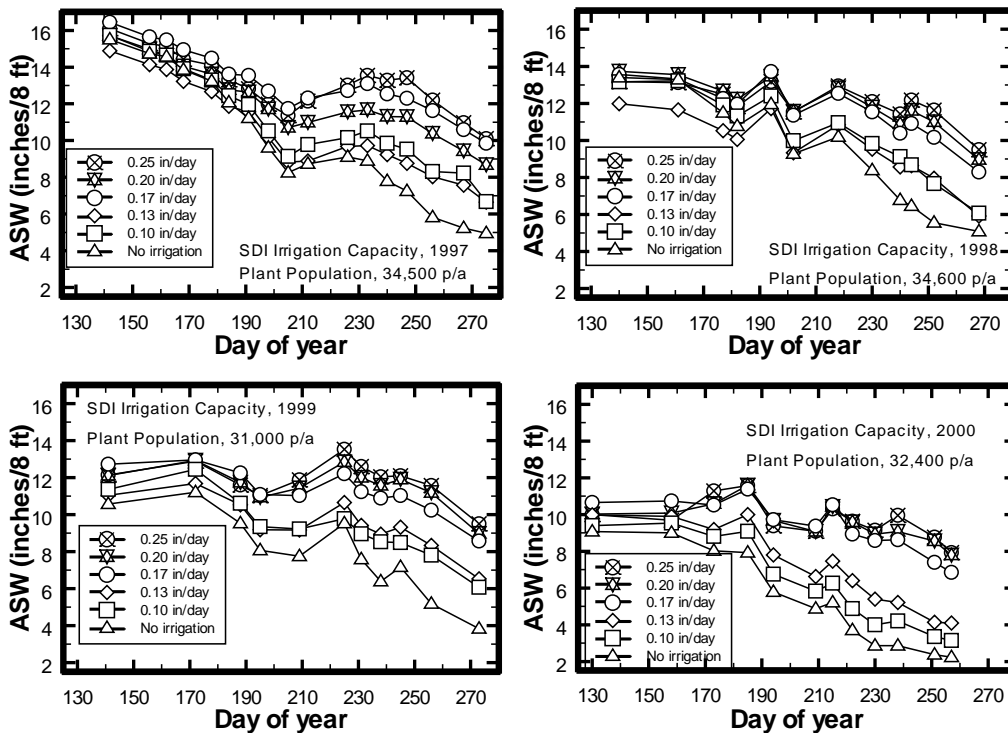 ASW (inches/8 ft)
16
14
12
10
8
6
4
2
0.25 in/day
0.20 in/day
0.17 in/day
0.13 in/day
0.10 in/day
No irrigation
SDI Irrigation Capacity, 1997
Plant Population, 34,500 p/a
130 150 170 190 210 230 250 270
Day of year
ASW (inches/8 ft)
16
14
12
10
8
6
4
2
0.25 in/day
0.20 in/day
0.17 in/day
0.13 in/day
0.10 in/day
No irrigation
SDI Irrigation Capacity, 1998
Plant Population, 34,600 p/a
130 150 170 190 210 230 250 270
Day of year
ASW (inches/8 ft)
16
14
12
10
8
6
4
2
SDI Irrigation Capacity, 1999
Plant Population, 31,000 p/a
0.25 in/day
0.20 in/day
0.17 in/day
0.13 in/day
0.10 in/day
No irrigation
130 150 170 190 210 230 250 270
Day of year
ASW (inches/8 ft)
16
14
12
10
8
6
4
2
SDI Irrigation Capacity, 2000
Plant Population, 32,400 p/a
0.25 in/day
0.20 in/day
0.17 in/day
0.13 in/day
0.10 in/day
No irrigation
130 150 170 190 210 230 250 270
Day of year